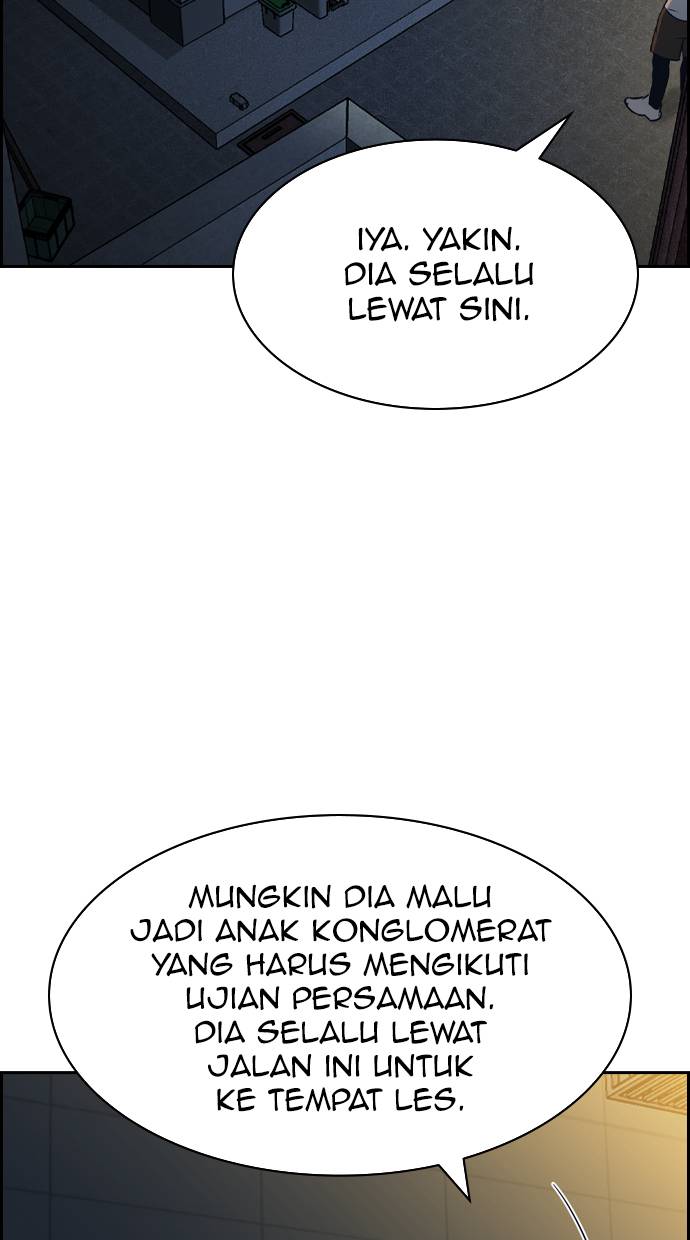 IYA, YAKIN.
DIA SELALU
LEWAT SINI.
MUNGKIN DIA MALU
JADI ANAK KONGLOMERAT
YANG HARUS MENGIKUTI
UJIAN PERSAMAAN.
DIA SELALU LEWAT
JALAN INI UNTUK
KE TEMPAT LES.